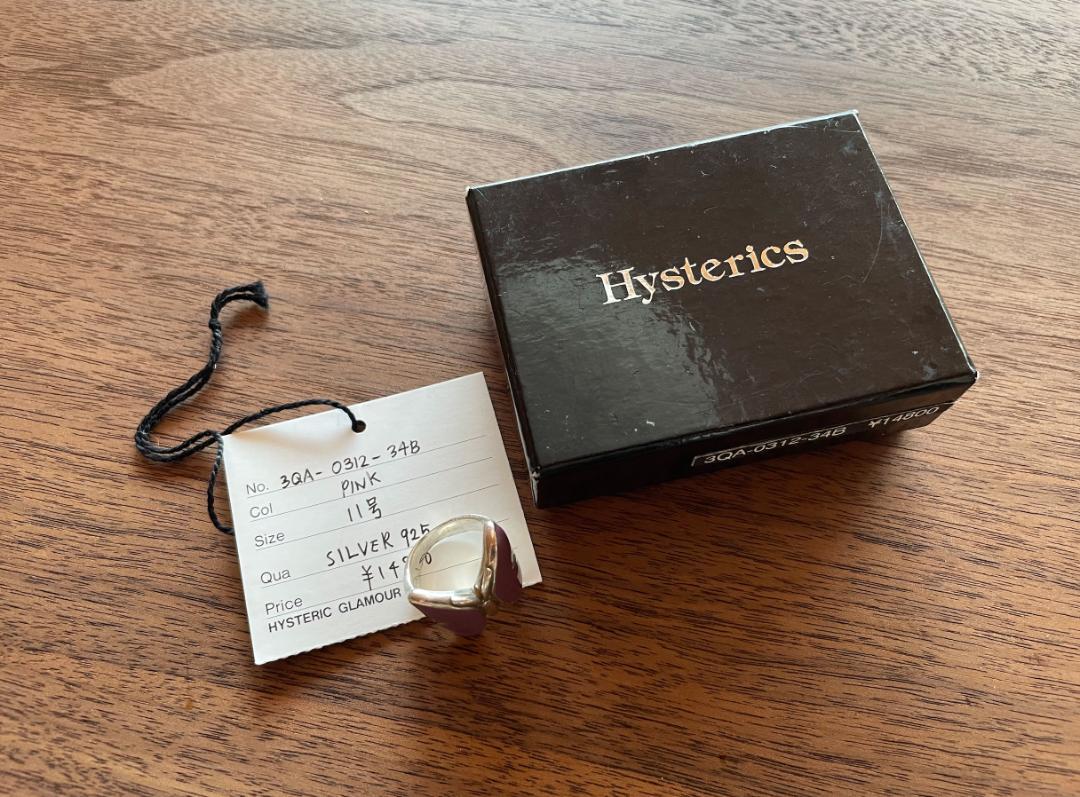 Hysterics
3QA-0312-34B ¥14800
No. 3QA-0312-34B
Col PINK
Size 11号
Qua SILVER 925
Price
HYSTERIC GLAMOUR